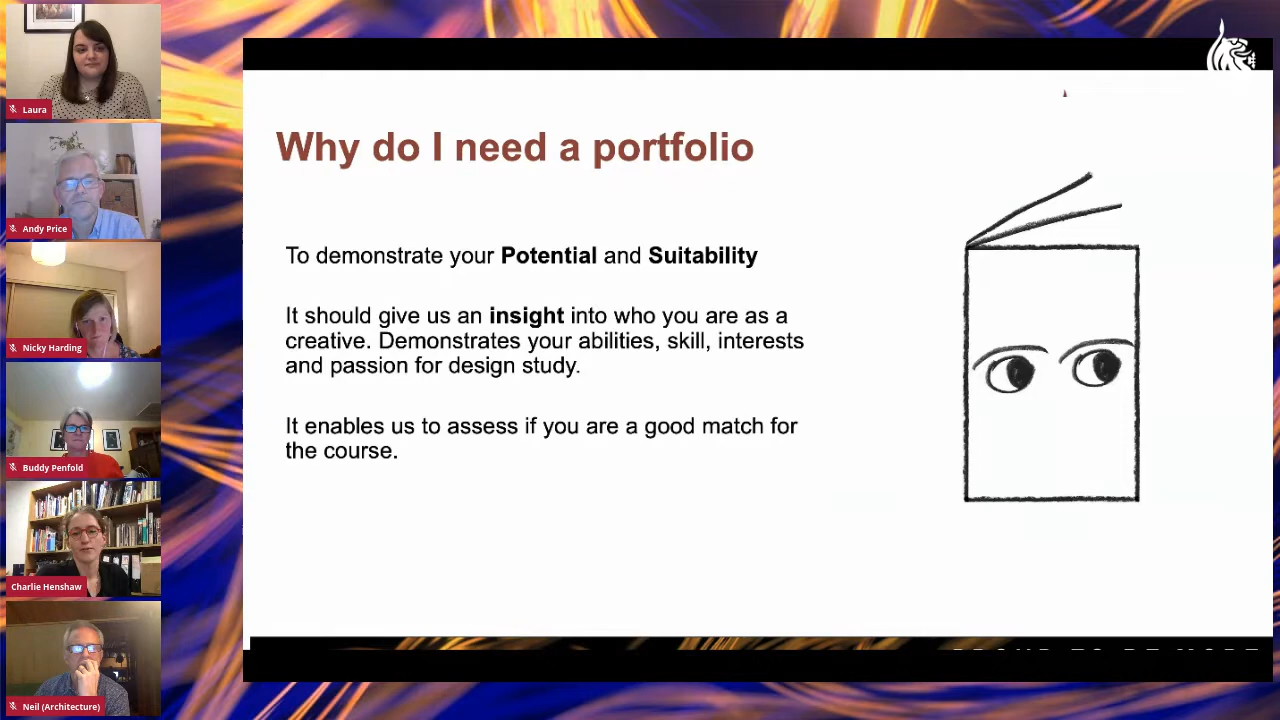 Laura
Andy Price
Nicky Harding
Buddy Penfold
Charlie Henshaw
Neil (Architecture)
Why do I need a portfolio
To demonstrate your Potential and Suitability
It should give us an insight into who you are as a
creative. Demonstrates your abilities, skill, interests
and passion for design study.
It enables us to assess if you are a good match for
the course.